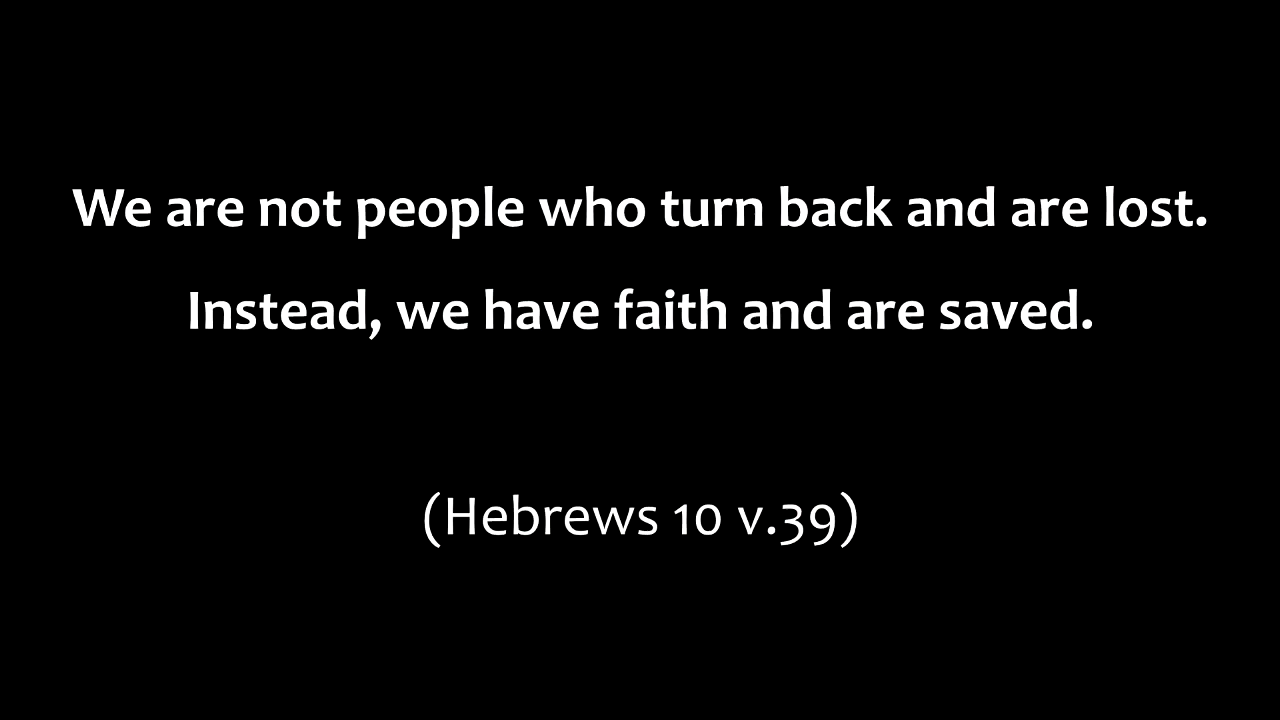 We are not people who turn back and are lost.
Instead, we have faith and are saved.
(Hebrews 10 v.39)